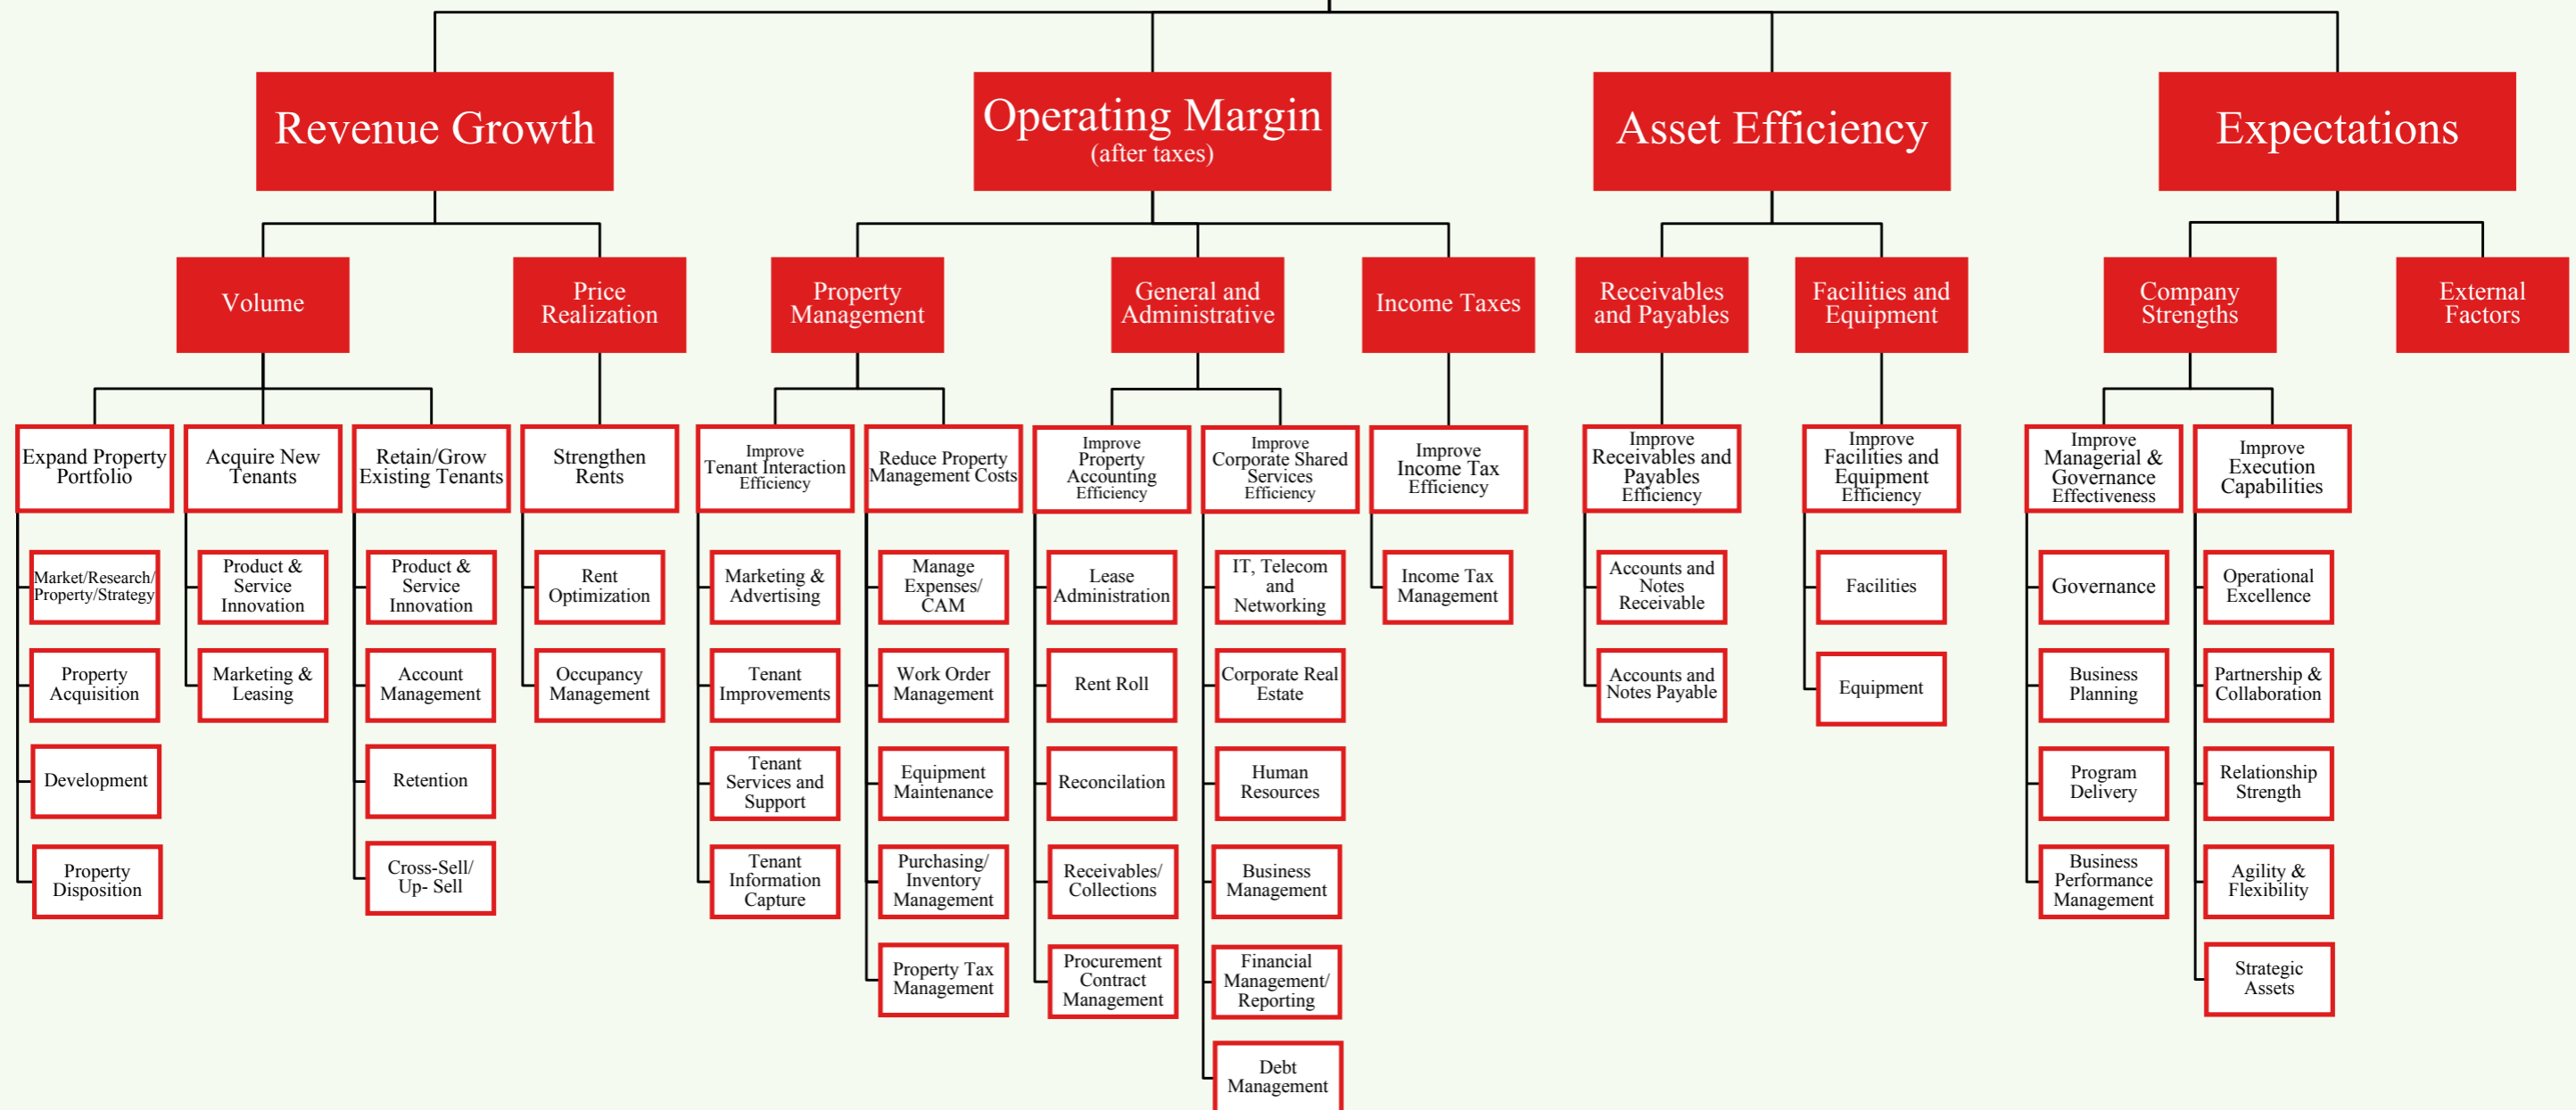 Revenue Growth
Operating Margin
(after taxes)
Asset Efficiency
Expectations
Volume
Price
Realization
Property
Management
General and
Administrative
Income Taxes
Receivables
and Payables
Facilities and
Equipment
Company
Strengths
External
Factors
Expand Property
Portfolio
Acquire New
Tenants
Retain/Grow
Existing Tenants
Strengthen
Rents
Improve
Tenant Interaction
Efficiency
Reduce Property
Management Costs
Improve
Property
Accounting
Efficiency
Improve
Corporate Shared
Services
Efficiency
Improve
Income Tax
Efficiency
Improve
Receivables and
Payables
Efficiency
Improve
Facilities and
Equipment
Efficiency
Improve
Managerial &
Governance
Effectiveness
Improve
Execution
Capabilities
Market/Research/
Property/Strategy
Property
Acquisition
Development
Property
Disposition
Product &
Service
Innovation
Marketing &
Leasing
Product &
Service
Innovation
Account
Management
Retention
Cross-Sell/
Up- Sell
Rent
Optimization
Occupancy
Management
Marketing &
Advertising
Tenant
Improvements
Tenant
Services and
Support
Tenant
Information
Capture
Manage
Expenses/
CAM
Work Order
Management
Equipment
Maintenance
Purchasing/
Inventory
Management
Property Tax
Management
Lease
Administration
Rent Roll
Reconcilation
Receivables/
Collections
Procurement
Contract
Management
IT, Telecom
and
Networking
Corporate Real
Estate
Human
Resources
Business
Management
Financial
Management/
Reporting
Debt
Management
Income Tax
Management
Accounts and
Notes
Receivable
Accounts and
Notes Payable
Facilities
Equipment
Governance
Business
Planning
Program
Delivery
Business
Performance
Management
Operational
Excellence
Partnership &
Collaboration
Relationship
Strength
Agility &
Flexibility
Strategic
Assets